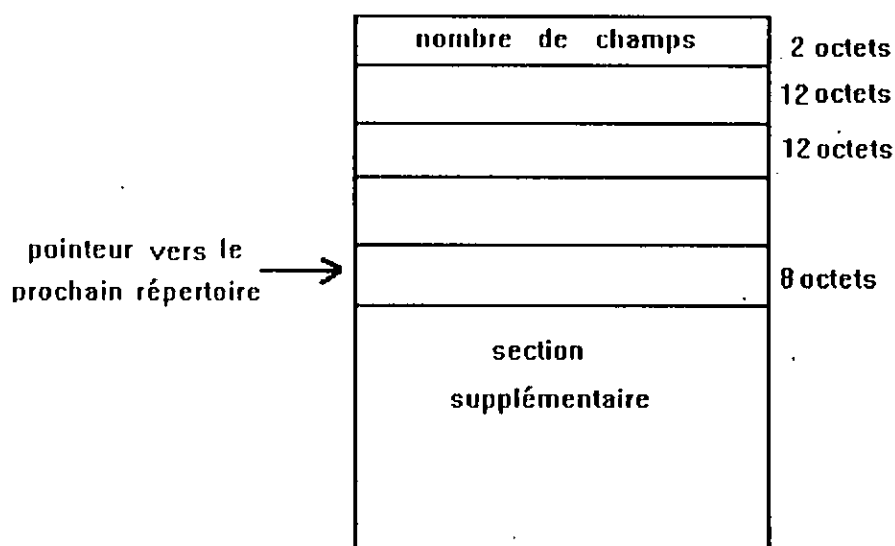 nombre de champs
2 octets
12 octets
12 octets
pointeur vers le
prochain répertoire
8 octets
section
supplémentaire